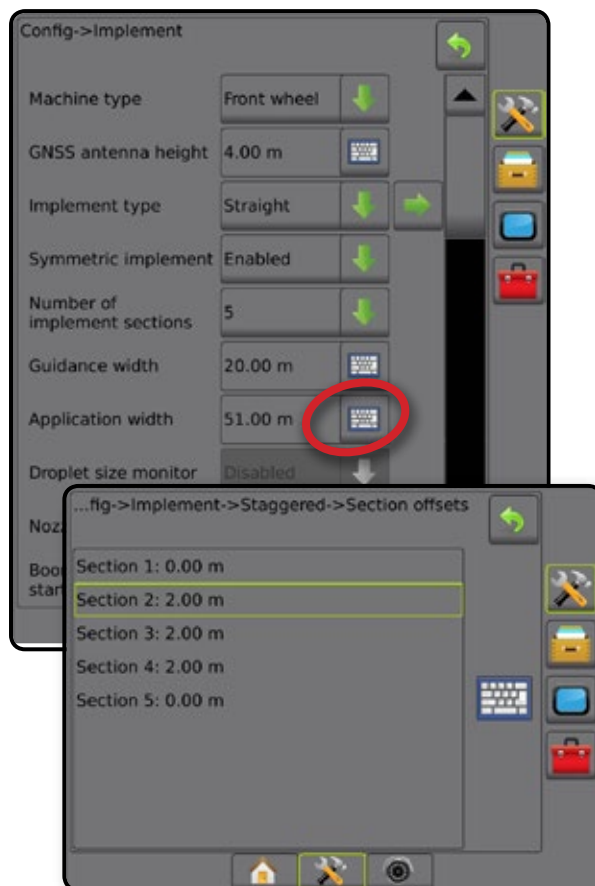 Config->Implement
Machine type Front wheel
GNSS antenna height 4.00 m
Implement type Straight
Symmetric implement Enabled
Number of
implement sections 5
Guidance width 20.00 m
Application width 51.00 m
Droplet size monitor Disabled
...fig->Implement->Staggered->Section offsets
Section 1: 0.00 m
Section 2: 2.00 m
Section 3: 2.00 m
Section 4: 2.00 m
Section 5: 0.00 m